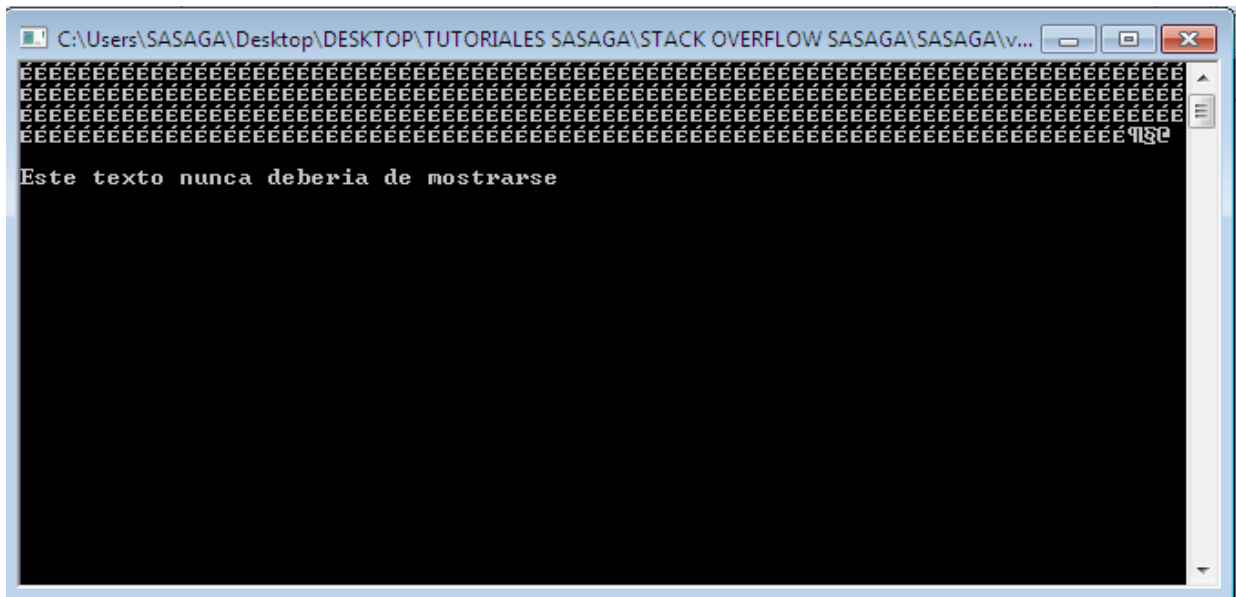 C:\Users\SASAGA\Desktop\DESKTOP\TUTORIALES SASAGA\STACK OVERFLOW SASAGA\SASAGA\v...
ÉÉÉÉÉÉÉÉÉÉÉÉÉÉÉÉÉÉÉÉÉÉÉÉÉÉÉÉÉÉÉÉÉÉÉÉÉÉÉÉÉÉÉÉÉÉÉÉÉÉÉÉÉÉÉÉÉÉÉÉÉÉÉÉÉÉÉÉÉÉÉÉÉÉÉÉÉÉÉÉ
ÉÉÉÉÉÉÉÉÉÉÉÉÉÉÉÉÉÉÉÉÉÉÉÉÉÉÉÉÉÉÉÉÉÉÉÉÉÉÉÉÉÉÉÉÉÉÉÉÉÉÉÉÉÉÉÉÉÉÉÉÉÉÉÉÉÉÉÉÉÉÉÉÉÉÉÉÉÉÉÉ
ÉÉÉÉÉÉÉÉÉÉÉÉÉÉÉÉÉÉÉÉÉÉÉÉÉÉÉÉÉÉÉÉÉÉÉÉÉÉÉÉÉÉÉÉÉÉÉÉÉÉÉÉÉÉÉÉÉÉÉÉÉÉÉÉÉÉÉÉÉÉÉÉÉÉÉÉÉÉÉÉ
ÉÉÉÉÉÉÉÉÉÉÉÉÉÉÉÉÉÉÉÉÉÉÉÉÉÉÉÉÉÉÉÉÉÉÉÉÉÉÉÉÉÉÉÉÉÉÉÉÉÉÉÉÉÉÉÉÉÉÉÉÉÉÉÉÉÉÉÉÉÉÉÉÉÉÉÉ¶§@
Este texto nunca deberia de mostrarse